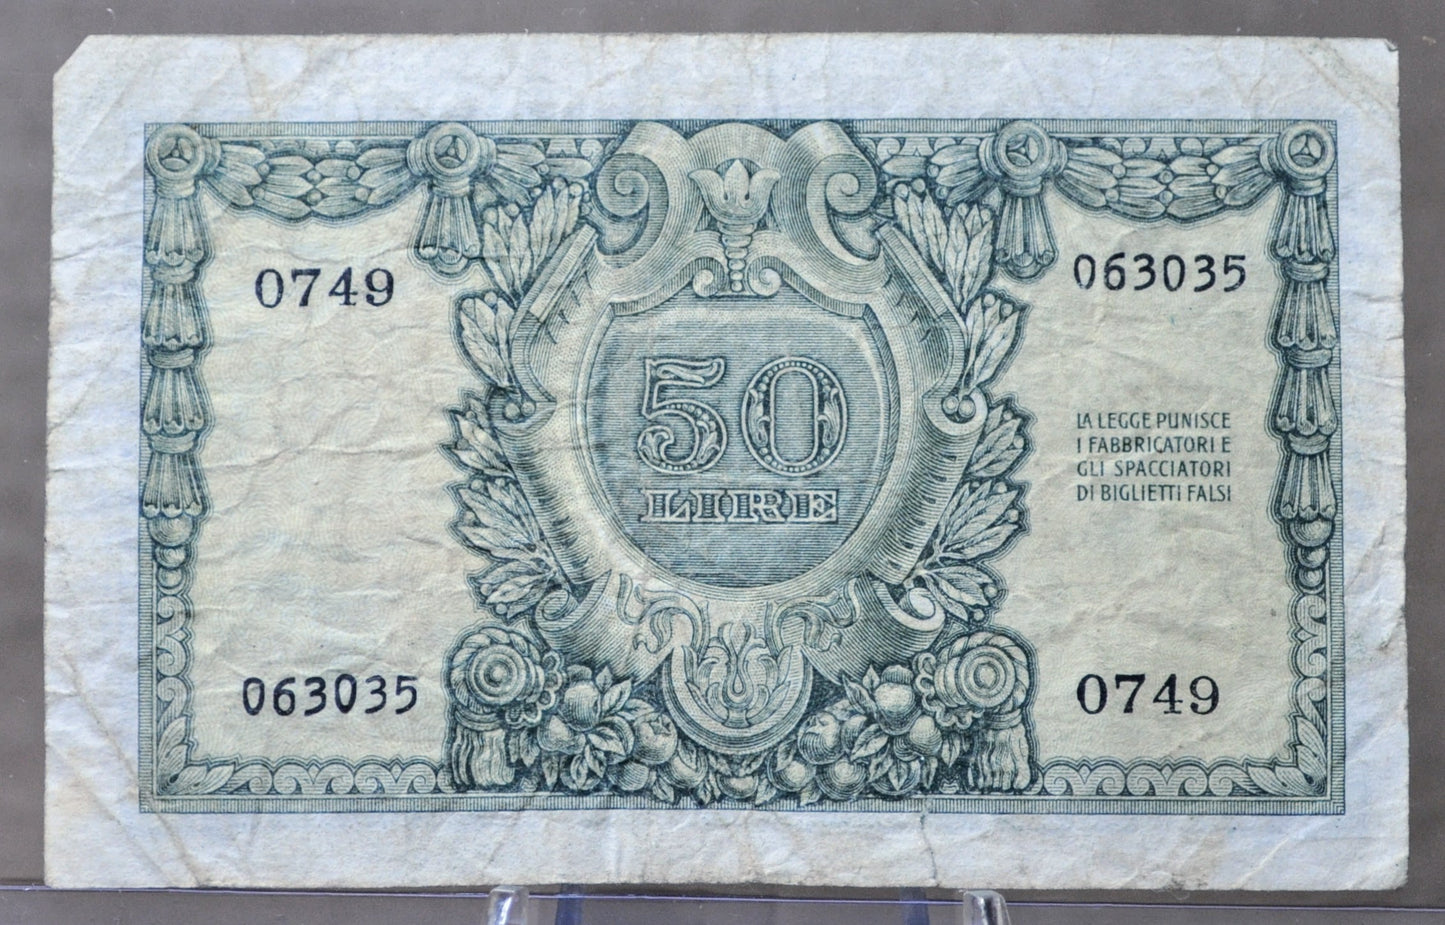 0749
063035
50
LIRE
LA LEGGE PUNISCE
I FABBRICATORI E
GLI SPACCIATORI
DI BIGLIETTI FALSI
063035
0749